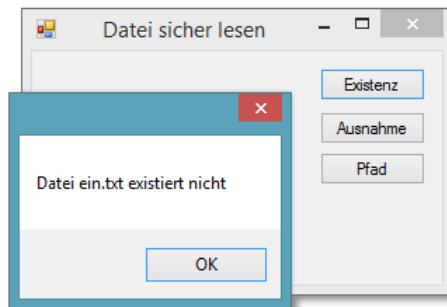 Datei sicher lesen
Existenz
Ausnahme
Pfad
Datei ein.txt existiert nicht
OK